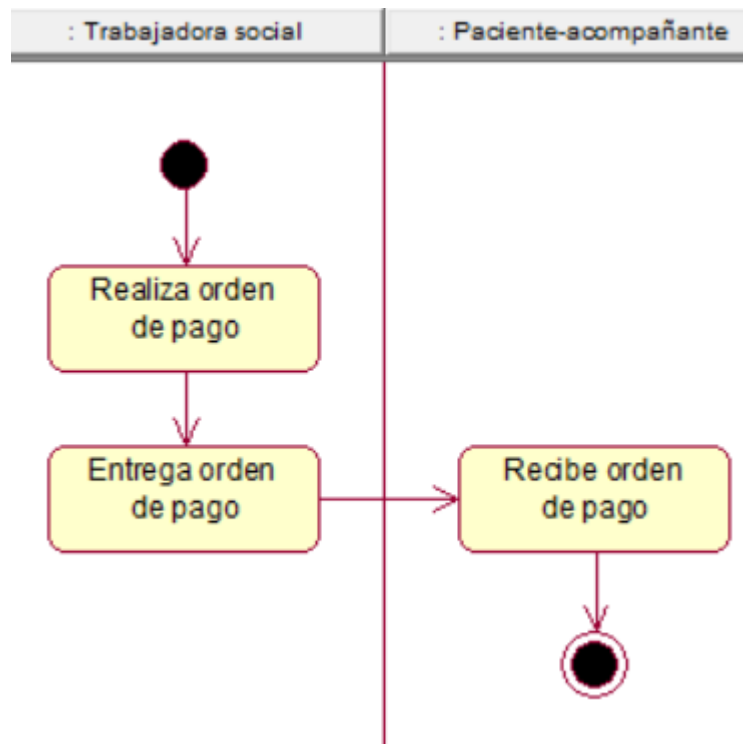 : Trabajadora social
: Paciente-acompañante
Realiza orden
de pago
Entrega orden
de pago
Recibe orden
de pago